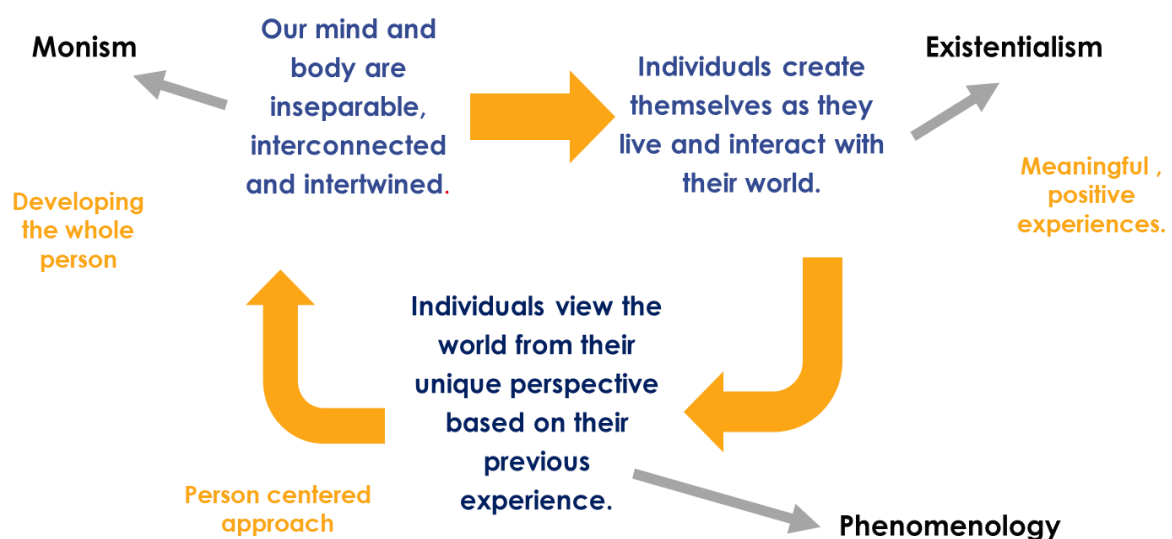 Monism
Our mind and
body are
inseparable,
interconnected
and intertwined.
Individuals create
themselves as they
live and interact with
their world.
Existentialism
Developing
the whole
person
Meaningful ,
positive
experiences.
Individuals view the
world from their
unique perspective
based on their
previous
experience.
Person centered
approach
Phenomenology